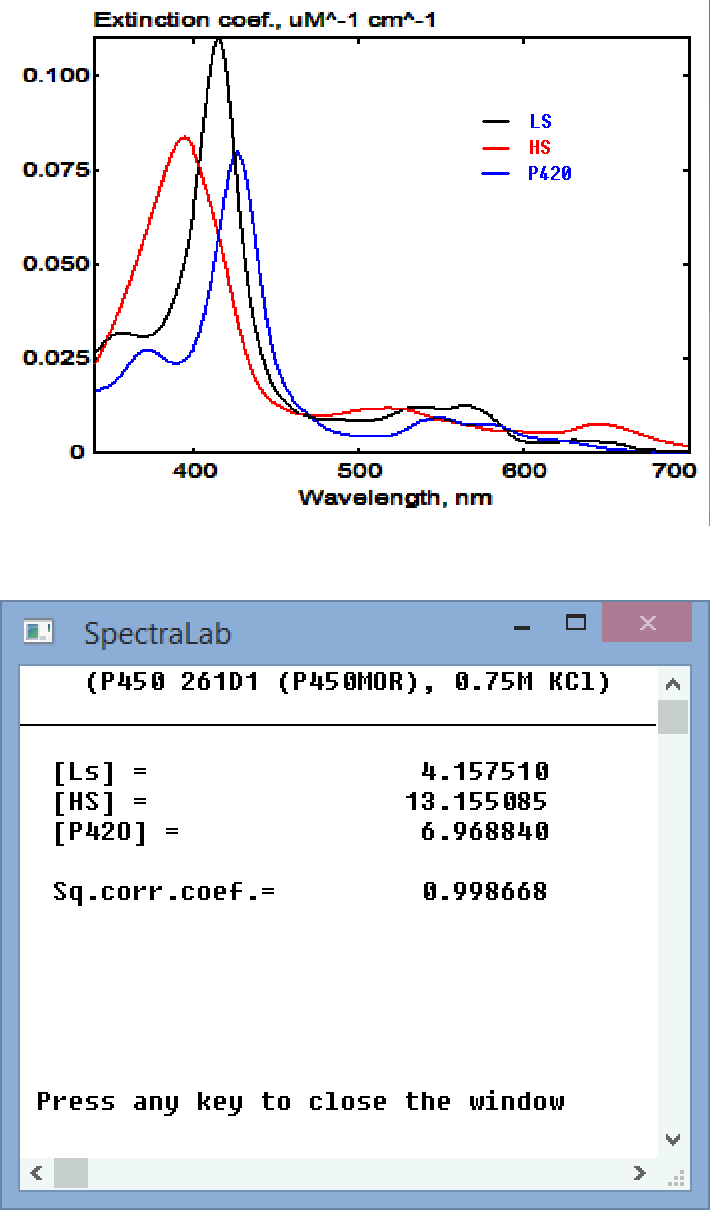 Extinction coef., uM^-1 cm^-1
0.100
0.075
0.050
0.025
0
LS
HS
P420
400 500 600 700
Wavelength, nm
SpectraLab
(P450 261D1 (P450MOR), 0.75M KCl)
[Ls] = 4.157510
[HS] = 13.155085
[P420] = 6.968840
Sq.corr.coef.= 0.998668
Press any key to close the window